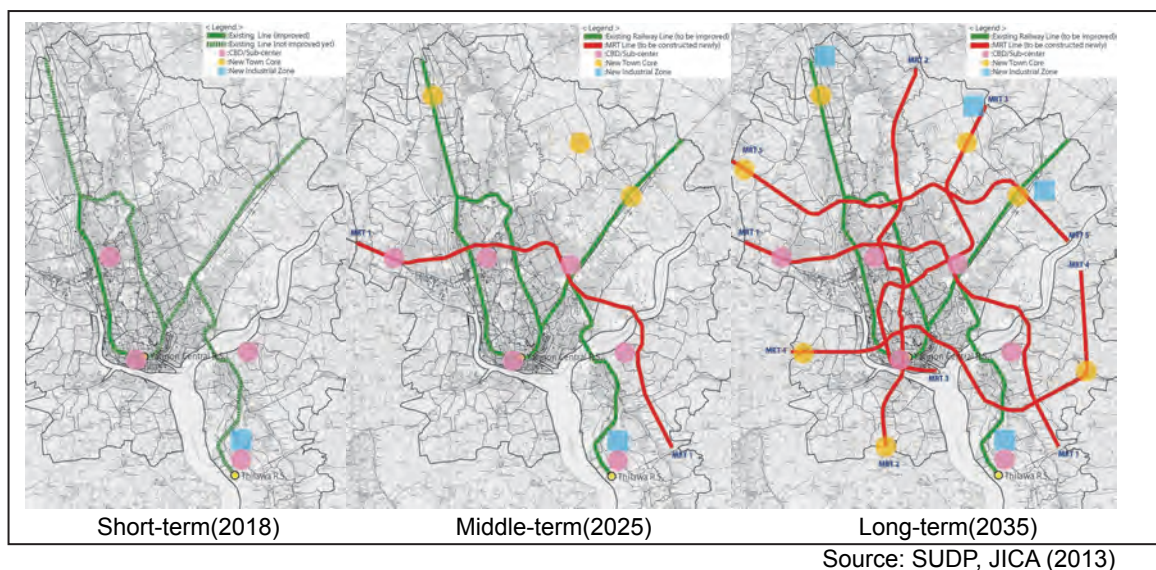 < Legend >
:Existing Line (improved)
:Existing Line (not improved yet)
:CBD/Sub-center
:New Town Core
:New Industrial Zone
Yangon Central R.S.
Thilawa R.S.
Short-term(2018)
< Legend >
:Existing Railway Line (to be improved)
:MRT Line (to be constructed newly)
:CBD/Sub-center
:New Town Core
:New Industrial Zone
MRT 1
Yangon Central R.S.
MRT 1
Thilawa R.S.
Middle-term(2025)
< Legend >
:Existing Railway Line (to be improved)
:MRT Line (to be constructed newly)
:CBD/Sub-center
:New Town Core
:New Industrial Zone
MRT 2
MRT 3
MRT 5
MRT 1
MRT 5
MRT 4
MRT 4
Yangon Central R.S.
MRT 3
MRT 2
MRT 1
Thilawa R.S.
Long-term(2035)
Source: SUDP, JICA (2013)